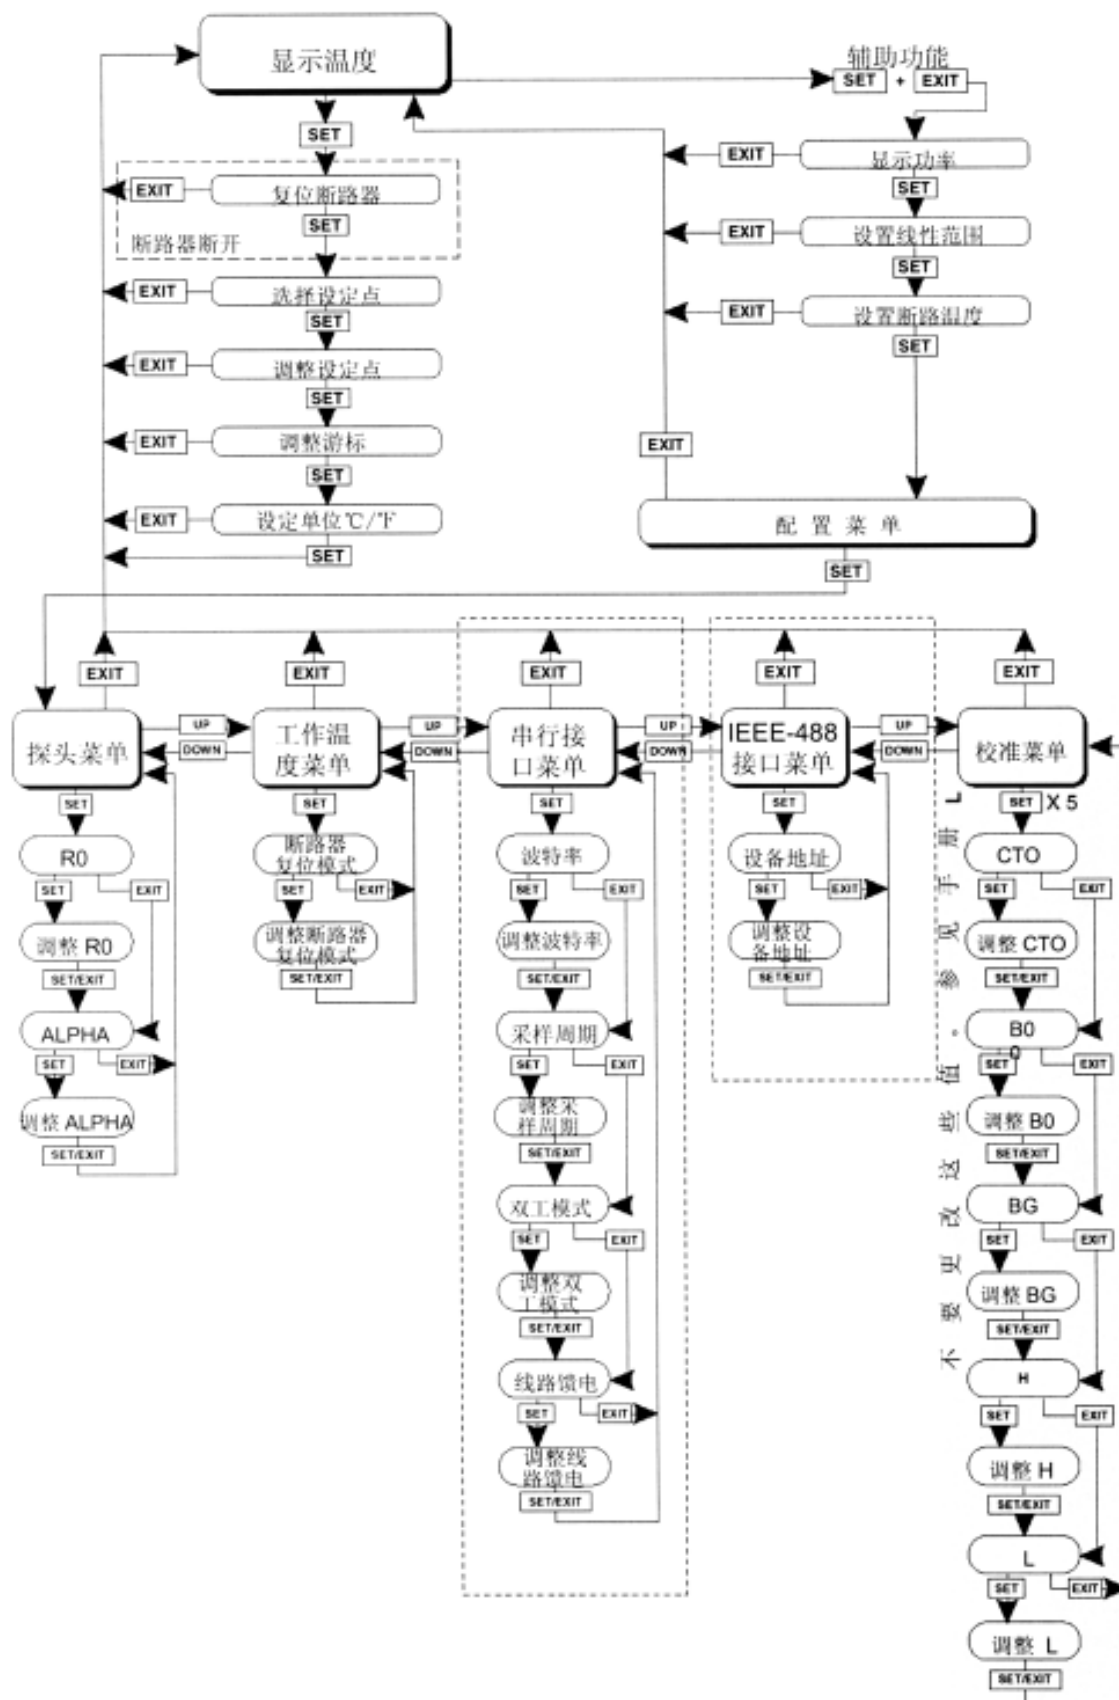 显示温度
辅助功能
SET + EXIT
SET
EXIT
显示功率
SET
EXIT
复位断路器
SET
断路器断开
EXIT
设置线性范围
SET
EXIT
选择设定点
SET
EXIT
设置断路温度
SET
EXIT
调整设定点
SET
EXIT
调整游标
SET
EXIT
EXIT
设定单位℃/℉
SET
配 置 菜 单
SET
EXIT
EXIT
EXIT
EXIT
EXIT
探头菜单
UP
DOWN
工作温
度菜单
UP
DOWN
串行接
口菜单
UP
DOWN
IEEE-488
接口菜单
UP
DOWN
校准菜单
SET
R0
SET
EXIT
调整 R0
SET/EXIT
ALPHA
SET
EXIT
调整 ALPHA
SET/EXIT
SET
断路器
复位模式
SET
EXIT
调整断路器
复位模式
SET/EXIT
SET
波特率
SET
EXIT
调整波特率
SET/EXIT
采样周期
SET
EXIT
调整采
样周期
SET/EXIT
双工模式
SET
EXIT
调整双
工模式
SET/EXIT
线路馈电
SET
EXIT
调整线
路馈电
SET/EXIT
SET
设备地址
SET
EXIT
调整设
备地址
SET/EXIT
不要更改这些值。参见手册 L
SET X 5
CTO
SET
EXIT
调整 CTO
SET/EXIT
B0
0
SET
EXIT
调整 B0
SET/EXIT
BG
SET
EXIT
调整 BG
SET/EXIT
H
SET
EXIT
调整 H
SET/EXIT
L
SET
EXIT
调整 L
SET/EXIT